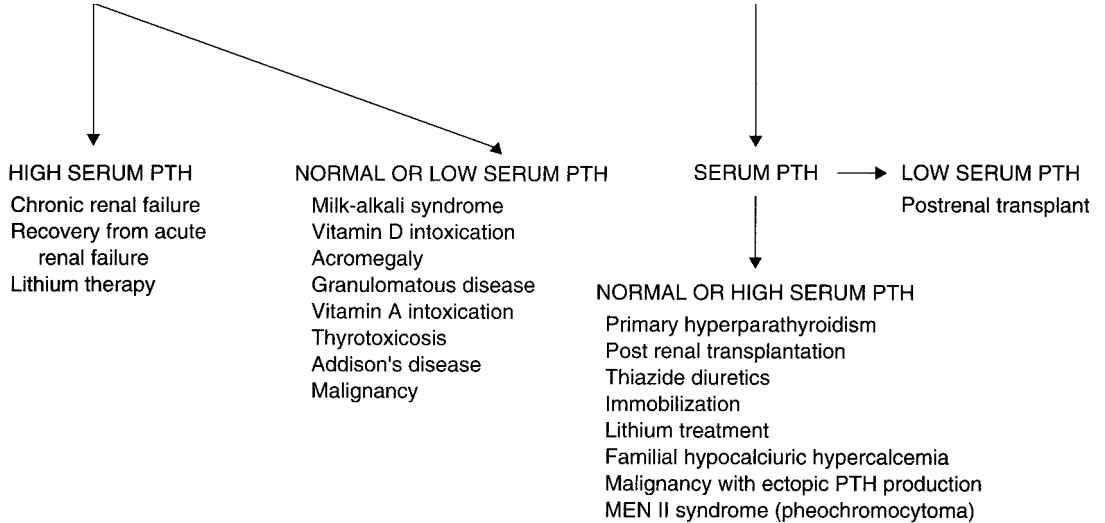 HIGH SERUM PTH
Chronic renal failure
Recovery from acute
renal failure
Lithium therapy
NORMAL OR LOW SERUM PTH
Milk-alkali syndrome
Vitamin D intoxication
Acromegaly
Granulomatous disease
Vitamin A intoxication
Thyrotoxicosis
Addison's disease
Malignancy
SERUM PTH
LOW SERUM PTH
Postrenal transplant
NORMAL OR HIGH SERUM PTH
Primary hyperparathyroidism
Post renal transplantation
Thiazide diuretics
Immobilization
Lithium treatment
Familial hypocalciuric hypercalcemia
Malignancy with ectopic PTH production
MEN II syndrome (pheochromocytoma)